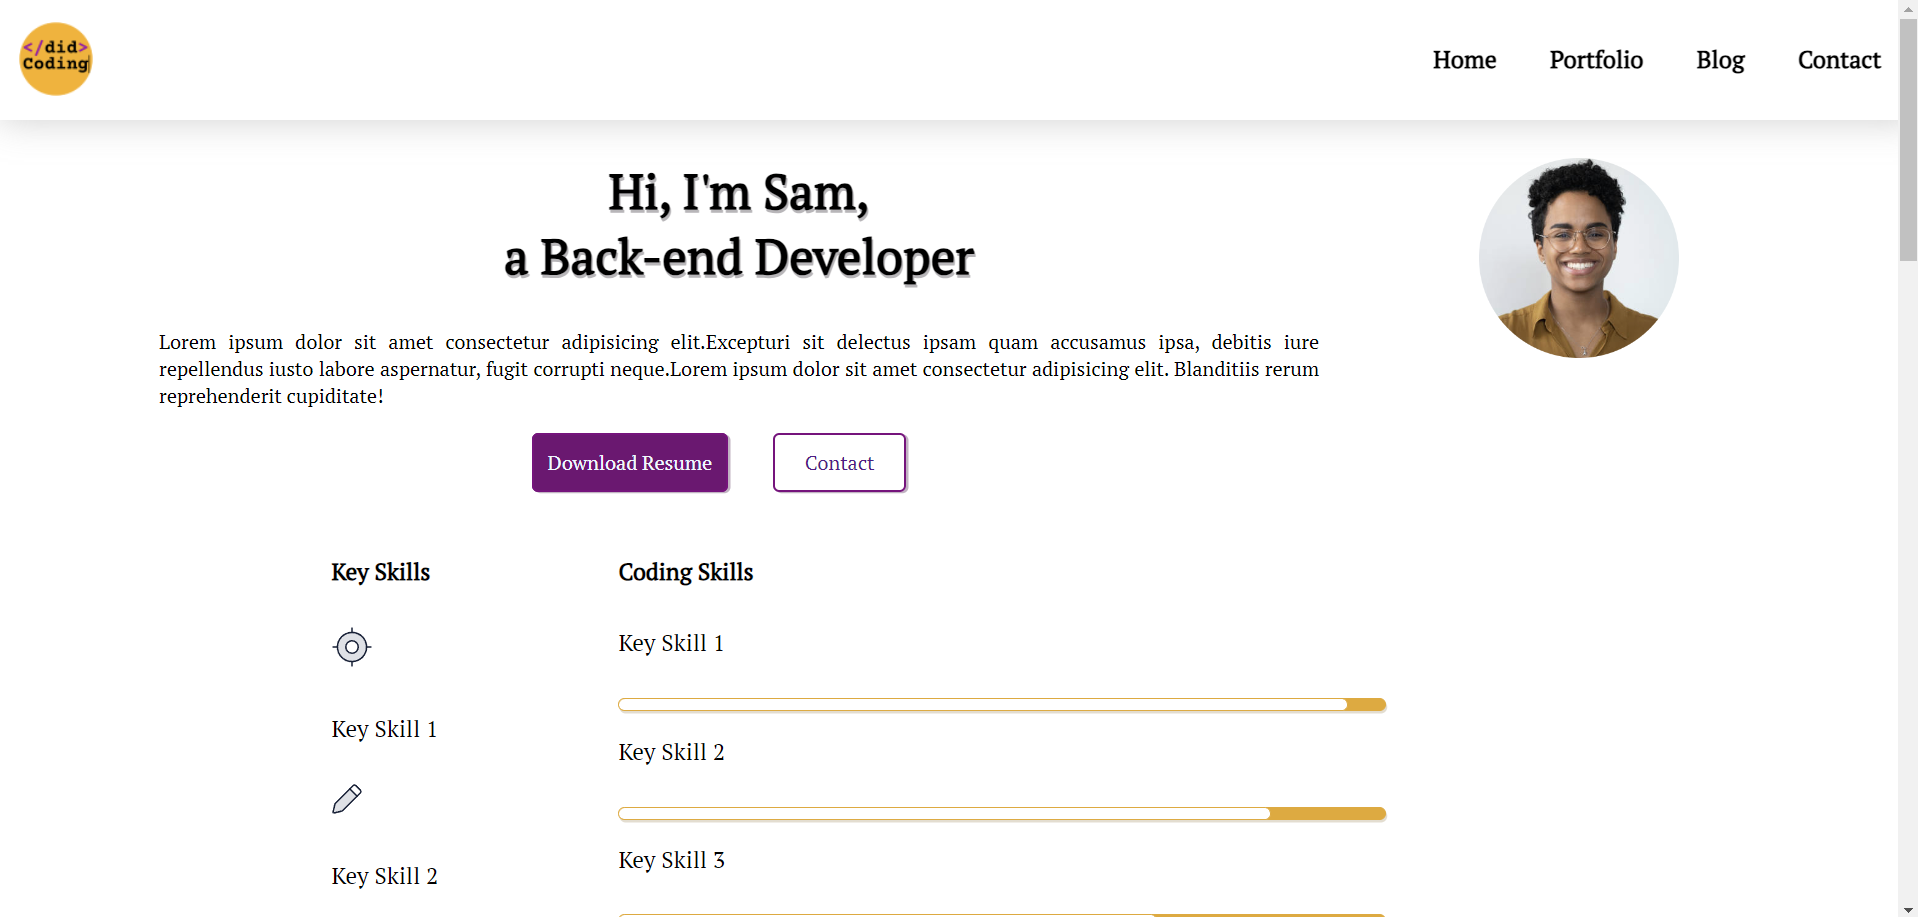 </did>
Coding
Home Portfolio Blog Contact
Hi, I'm Sam,
a Back-end Developer
Lorem ipsum dolor sit amet consectetur adipisicing elit.Excepturi sit delectus ipsam quam accusamus ipsa, debitis iure
repellendus iusto labore aspernatur, fugit corrupti neque.Lorem ipsum dolor sit amet consectetur adipisicing elit. Blanditiis rerum
reprehenderit cupiditate!
Download Resume Contact
Key Skills
Key Skill 1
Key Skill 2
Coding Skills
Key Skill 1
Key Skill 2
Key Skill 3